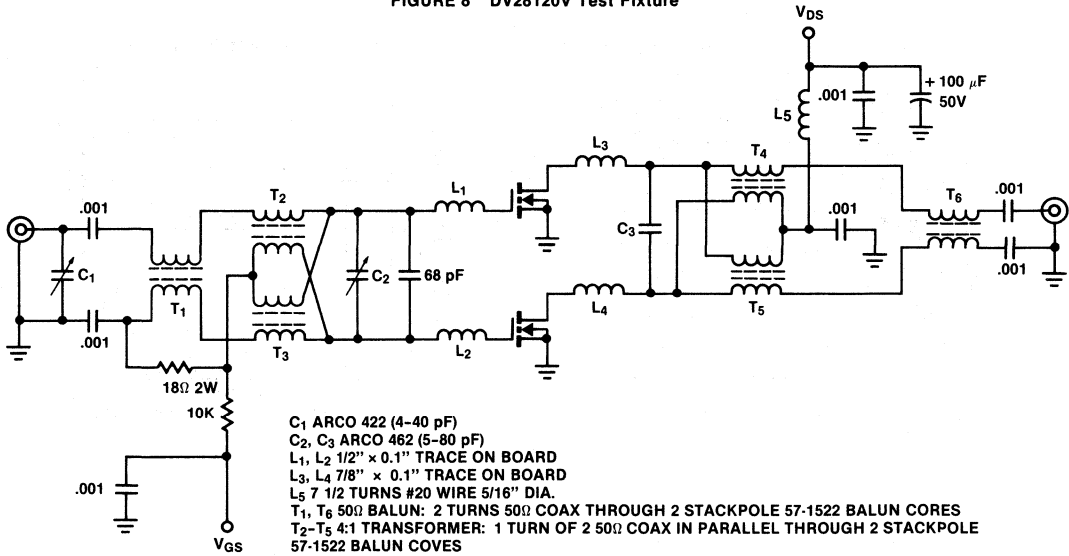 FIGURE 8 DV28120V Test Fixture
VDS
+ 100 μF
50V
.001
L5
L3
T4
L1
T2
.001
T6
.001
.001
C3
C1
C2
68 pF
T1
.001
.001
L4
T5
T3
L2
18Ω 2W
10K
.001
VGS
C1 ARCO 422 (4-40 pF)
C2, C3 ARCO 462 (5-80 pF)
L1, L2 1/2" × 0.1" TRACE ON BOARD
L3, L4 7/8" × 0.1" TRACE ON BOARD
L5 7 1/2 TURNS #20 WIRE 5/16" DIA.
T1, T6 50Ω BALUN: 2 TURNS 50Ω COAX THROUGH 2 STACKPOLE 57-1522 BALUN CORES
T2-T5 4:1 TRANSFORMER: 1 TURN OF 2 50Ω COAX IN PARALLEL THROUGH 2 STACKPOLE
57-1522 BALUN COVES